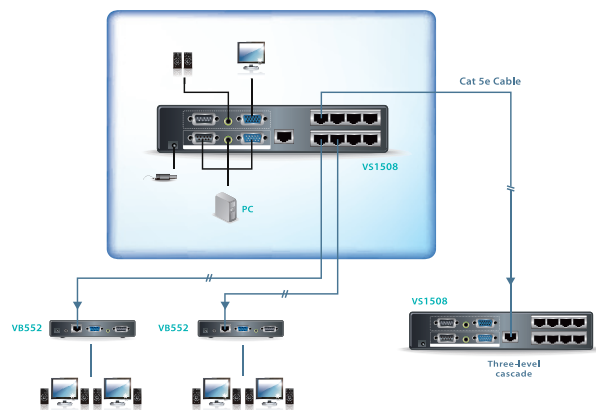 Cat 5e Cable
VS1508
PC
VS1508
VB552
VB552
Three-level
cascade